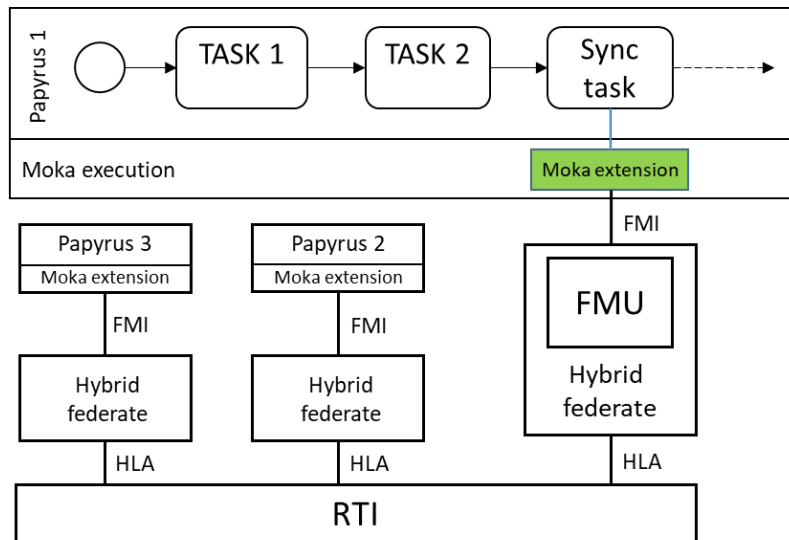 Papyrus 1
TASK 1
TASK 2
Sync
task
Moka execution
Moka extension
FMI
Papyrus 3
Moka extension
Papyrus 2
Moka extension
FMU
FMI
FMI
Hybrid
federate
Hybrid
federate
Hybrid
federate
HLA
HLA
HLA
RTI